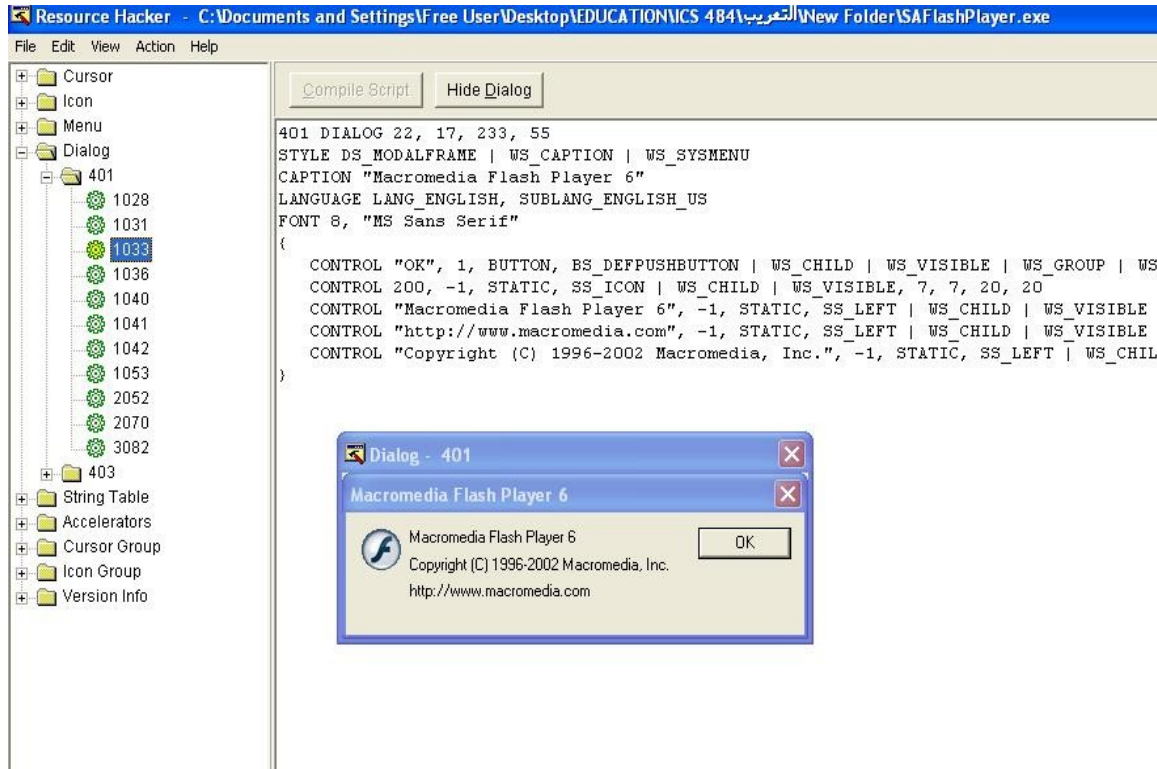 Resource Hacker - C:\Documents and Settings\Free User\Desktop\EDUCATION\ICS 484\التعريب\New Folder\SAFlashPlayer.exe
File Edit View Action Help
Cursor
Icon
Menu
Dialog
401
1028
1031
1033
1036
1040
1041
1042
1053
2052
2070
3082
403
String Table
Accelerators
Cursor Group
Icon Group
Version Info
Compile Script Hide Dialog
401 DIALOG 22, 17, 233, 55
STYLE DS_MODALFRAME | WS_CAPTION | WS_SYSMENU
CAPTION "Macromedia Flash Player 6"
LANGUAGE LANG_ENGLISH, SUBLANG_ENGLISH_US
FONT 8, "MS Sans Serif"
{
CONTROL "OK", 1, BUTTON, BS_DEFPUSHBUTTON | WS_CHILD | WS_VISIBLE | WS_GROUP | WS
CONTROL 200, -1, STATIC, SS_ICON | WS_CHILD | WS_VISIBLE, 7, 7, 20, 20
CONTROL "Macromedia Flash Player 6", -1, STATIC, SS_LEFT | WS_CHILD | WS_VISIBLE
CONTROL "http://www.macromedia.com", -1, STATIC, SS_LEFT | WS_CHILD | WS_VISIBLE
CONTROL "Copyright (C) 1996-2002 Macromedia, Inc.", -1, STATIC, SS_LEFT | WS_CHIL
}
Dialog - 401
Macromedia Flash Player 6
Macromedia Flash Player 6
OK
Copyright (C) 1996-2002 Macromedia, Inc.
http://www.macromedia.com